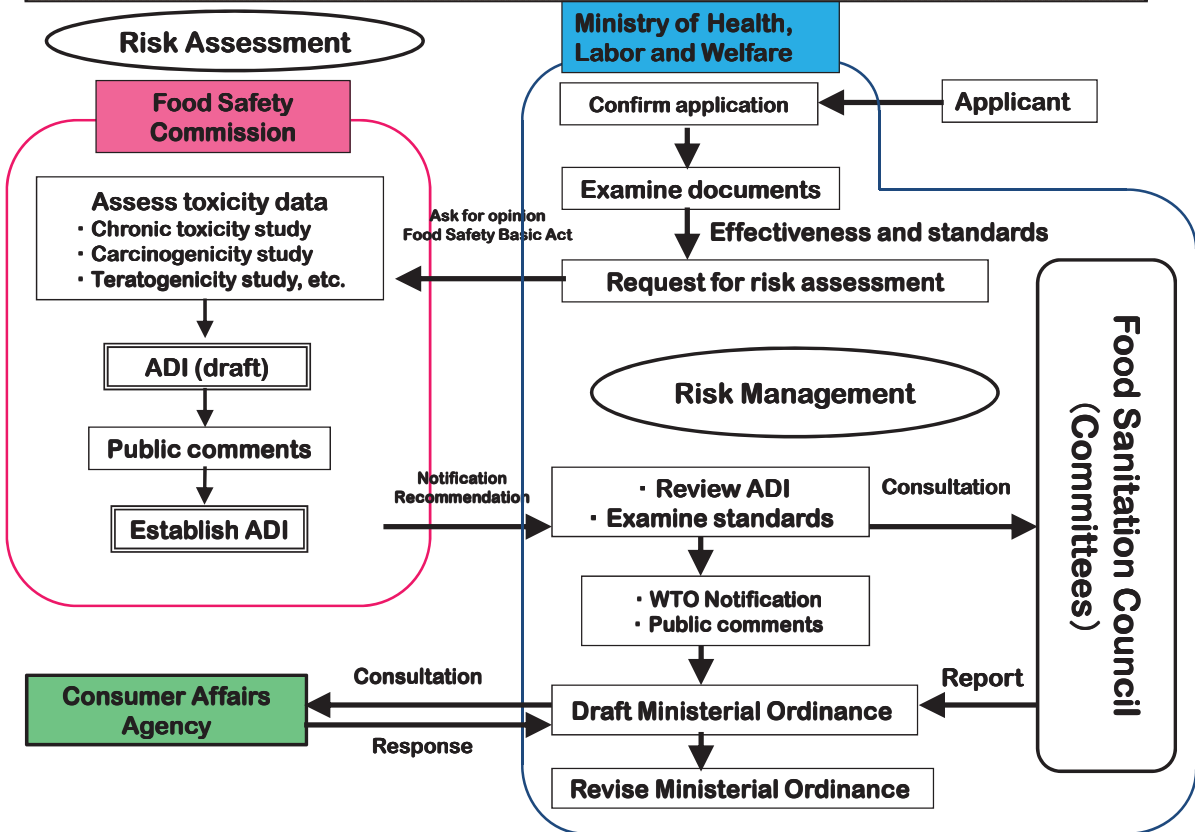 Risk Assessment
Food Safety
Commission
Assess toxicity data
・Chronic toxicity study
・Carcinogenicity study
・Teratogenicity study, etc.
ADI (draft)
Public comments
Establish ADI
Ministry of Health,
Labor and Welfare
Confirm application
Applicant
Examine documents
Effectiveness and standards
Ask for opinion
Food Safety Basic Act
Request for risk assessment
Risk Management
Notification
Recommendation
・Review ADI
・Examine standards
Consultation
Food Sanitation Council
(Committees)
・WTO Notification
・Public comments
Report
Draft Ministerial Ordinance
Consultation
Consumer Affairs
Agency
Response
Revise Ministerial Ordinance